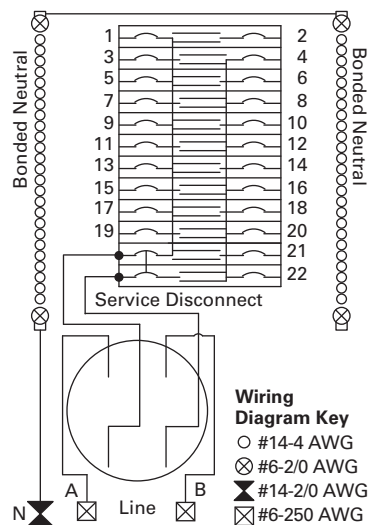 Bonded Neutral
Bonded Neutral
1 2
3 4
5 6
7 8
9 10
11 12
13 14
15 16
17 18
19 20
21
22
Service Disconnect
A B
N Line
Wiring
Diagram Key
#14-4 AWG
#6-2/0 AWG
#14-2/0 AWG
#6-250 AWG